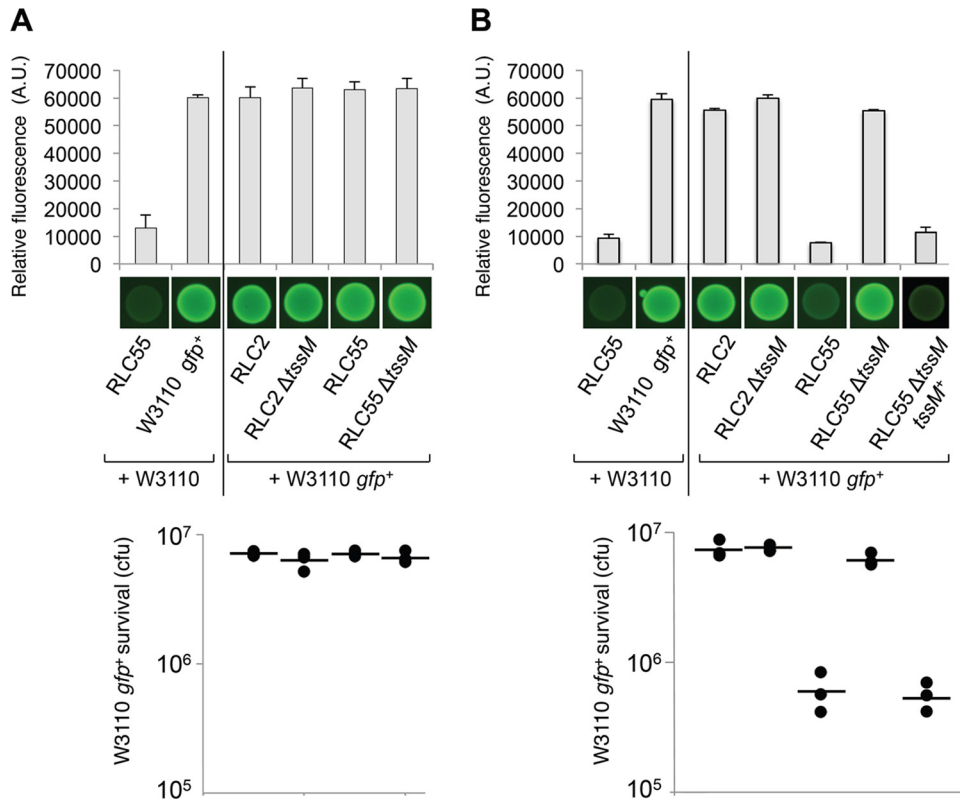 A
Relative fluorescence (A.U.)
70000
60000
50000
40000
30000
20000
10000
0
RLC55
W3110 gfp⁺
RLC2
RLC2 ΔtssM
RLC55
RLC55 ΔtssM
+ W3110
+ W3110 gfp⁺
W3110 gfp⁺ survival (cfu)
10⁷
10⁶
10⁵
B
Relative fluorescence (A.U.)
70000
60000
50000
40000
30000
20000
10000
0
RLC55
W3110 gfp⁺
RLC2
RLC2 ΔtssM
RLC55
RLC55 ΔtssM
RLC55 ΔtssM
tssM⁺
+ W3110
+ W3110 gfp⁺
W3110 gfp⁺ survival (cfu)
10⁷
10⁶
10⁵